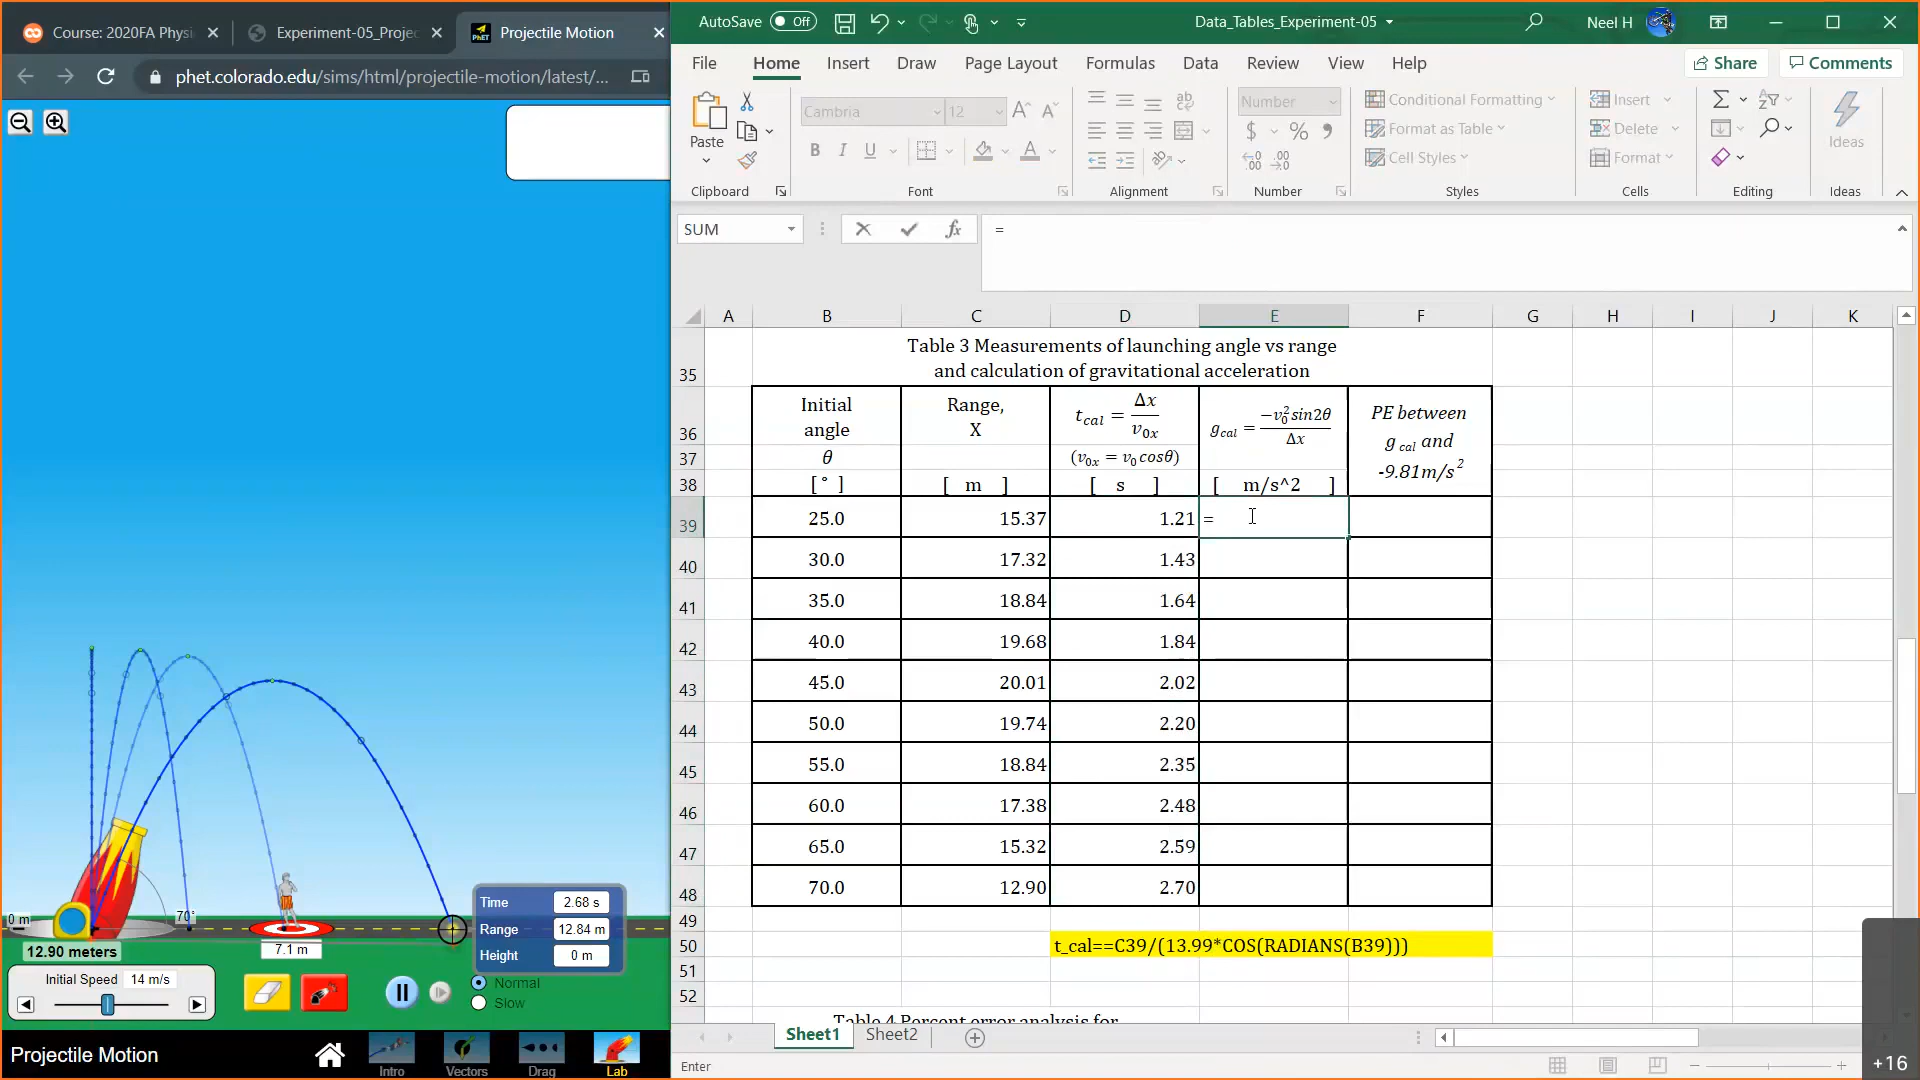 Course: 2020FA Physi
Experiment-05_Projec
Projectile Motion
phet.colorado.edu/sims/html/projectile-motion/latest/...
AutoSave Off
Data_Tables_Experiment-05
Neel H
File Home Insert Draw Page Layout Formulas Data Review View Help
Share
Comments
Paste
Clipboard
Cambria 12
B I U
Font
Alignment
Number
Number
Conditional Formatting
Format as Table
Cell Styles
Styles
Insert
Delete
Format
Cells
Editing
Ideas
Ideas
SUM
fx
=
A B C D E F G H I J K
35
Table 3 Measurements of launching angle vs range
and calculation of gravitational acceleration
36
37
38
Initial
angle
θ
[ ° ]
Range,
X
[ m ]
t_cal = Δx / v_0x
(v_0x = v_0 cosθ)
[ s ]
g_cal = −v_0^2 sin2θ / Δx
[ m/s^2 ]
PE between
g cal and
-9.81m/s^2
39 25.0 15.37 1.21 =
40 30.0 17.32 1.43
41 35.0 18.84 1.64
42 40.0 19.68 1.84
43 45.0 20.01 2.02
44 50.0 19.74 2.20
45 55.0 18.84 2.35
46 60.0 17.38 2.48
47 65.0 15.32 2.59
48 70.0 12.90 2.70
49
50 t_cal==C39/(13.99*COS(RADIANS(B39)))
51
52
Table 4 Percent error analysis for
Sheet1 Sheet2
Enter
+16
0 m
70°
12.90 meters
7.1 m
Time 2.68 s
Range 12.84 m
Height 0 m
Initial Speed 14 m/s
Normal
Slow
Projectile Motion
Intro
Vectors
Drag
Lab